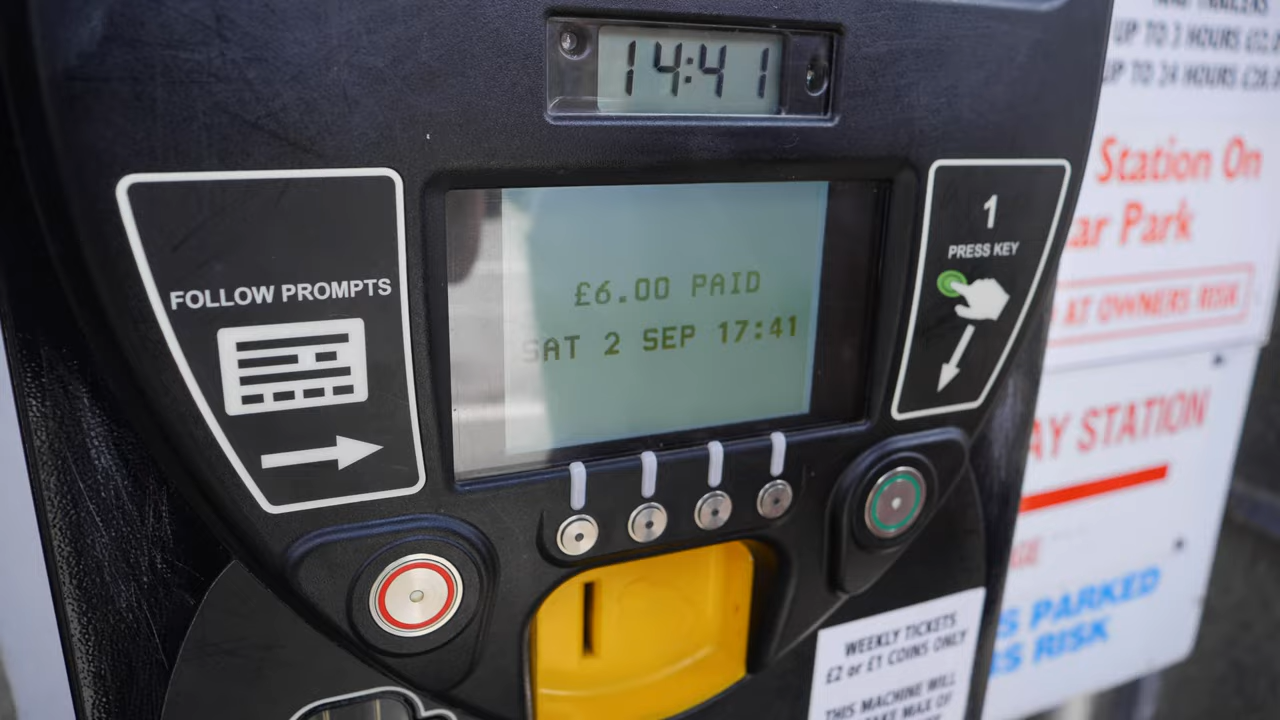 14:41
FOLLOW PROMPTS
£6.00 PAID
SAT 2 SEP 17:41
1
PRESS KEY
UP TO 3 HOURS
UP TO 24 HOURS
Station On
Park
AT OWNERS RISK
STATION
PARKED
RISK
WEEKLY TICKETS
£2 or £1 COINS ONLY
THIS MACHINE WILL
MAX OF